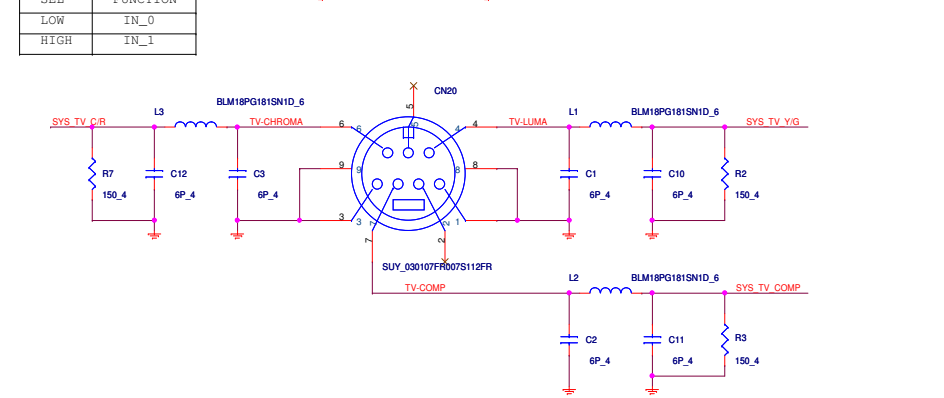 SEL FUNCTION
LOW IN_0
HIGH IN_1
CN20
5
L3 BLM18PG181SN1D_6
L1 BLM18PG181SN1D_6
SYS_TV_C/R TV-CHROMA 6 6 5 4 4 TV-LUMA SYS_TV_Y/G
9 9 8 8
R7 C12 C3 C1 C10 R2
150_4 6P_4 6P_4 6P_4 6P_4 150_4
3 3 7 2 1
7 2
SUY_030107FR007S112FR
L2 BLM18PG181SN1D_6
TV-COMP SYS_TV_COMP
C2 C11 R3
6P_4 6P_4 150_4